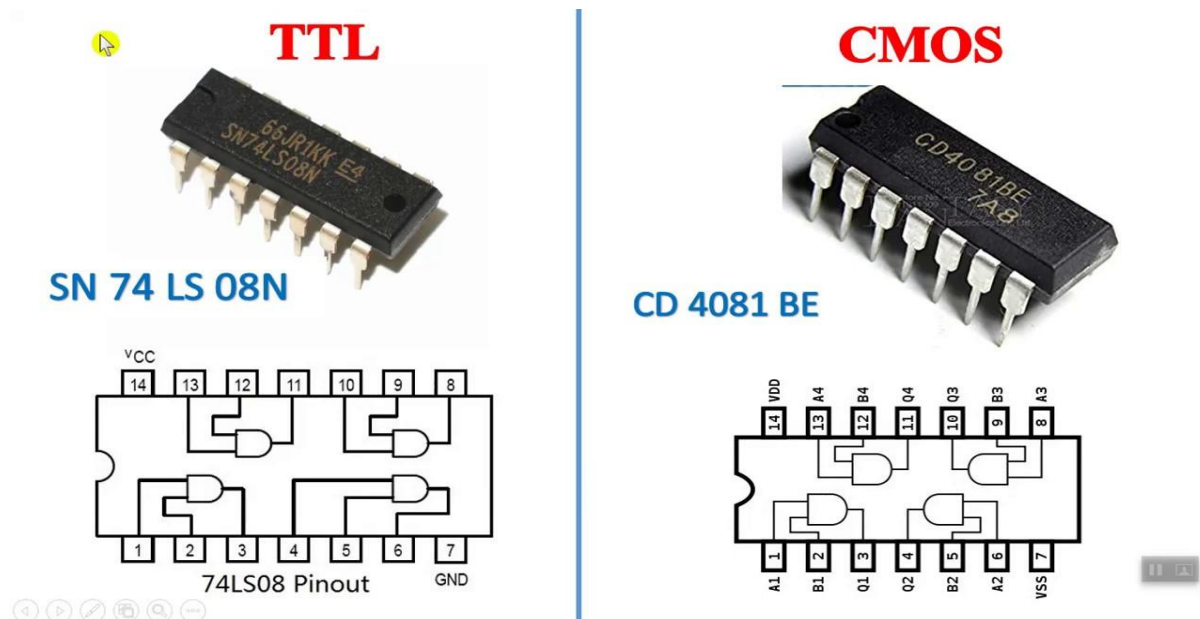 TTL
66JR1KK E4
SN74LS08N
SN 74 LS 08N
VCC
14 13 12 11 10 9 8
1 2 3 4 5 6 7
74LS08 Pinout
GND
CMOS
CD4081BE
7A8
CD 4081 BE
VDD A4 B4 Q4 Q3 B3 A3
14 13 12 11 10 9 8
1 2 3 4 5 6 7
A1 B1 Q1 Q2 B2 A2 VSS